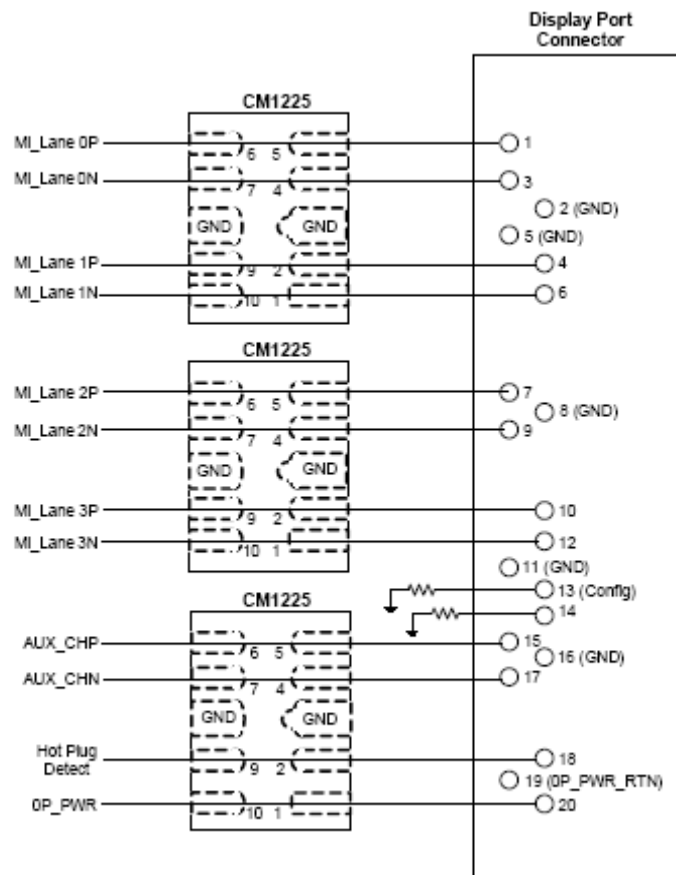 Display Port
Connector
CM1225
MI_Lane 0P
6 5
1
MI_Lane 0N
7 4
3
2 (GND)
GND
GND
5 (GND)
MI_Lane 1P
9 2
4
MI_Lane 1N
10 1
6
CM1225
MI_Lane 2P
6 5
7
8 (GND)
MI_Lane 2N
7 4
9
GND
GND
MI_Lane 3P
9 2
10
MI_Lane 3N
10 1
12
11 (GND)
13 (Config)
CM1225
14
AUX_CHP
6 5
15
16 (GND)
AUX_CHN
7 4
17
GND
GND
Hot Plug
Detect
9 2
18
19 (0P_PWR_RTN)
0P_PWR
10 1
20